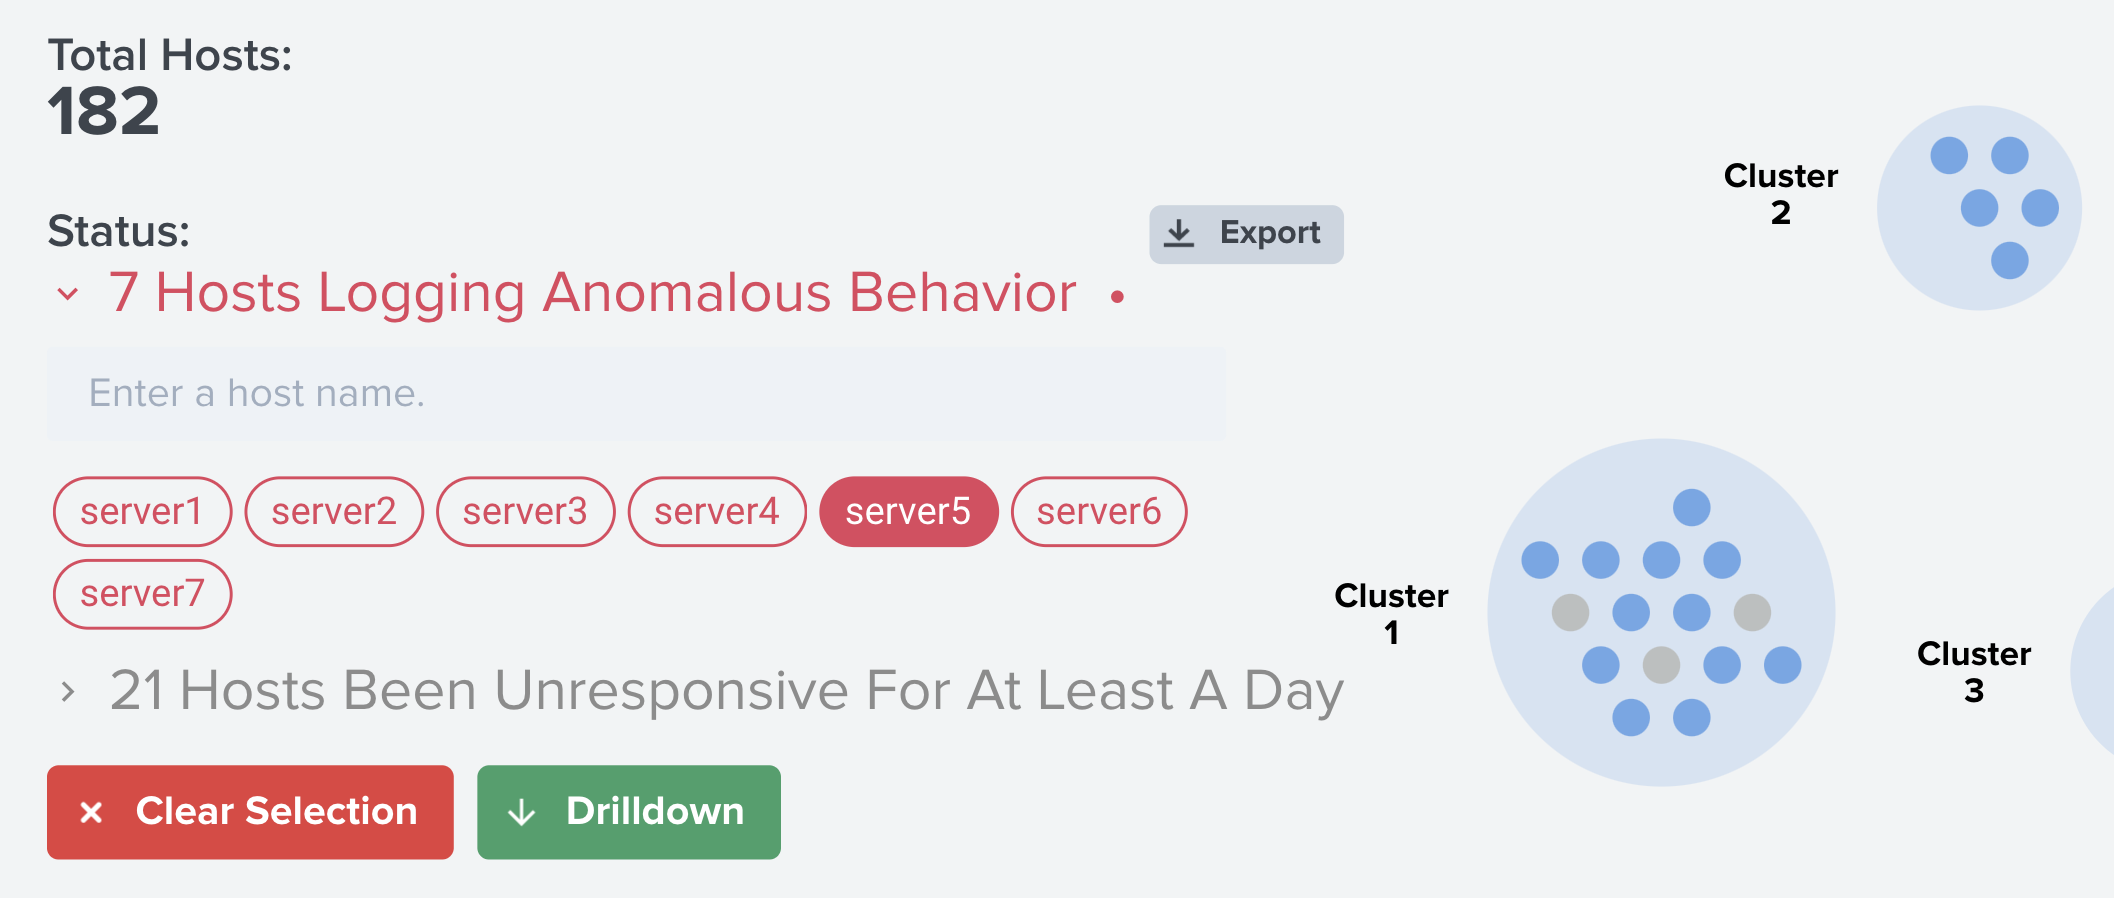 Total Hosts:
182
Status:
Export
7 Hosts Logging Anomalous Behavior •
Enter a host name.
server1 server2 server3 server4 server5 server6
server7
21 Hosts Been Unresponsive For At Least A Day
Clear Selection Drilldown
Cluster
2
Cluster
1
Cluster
3